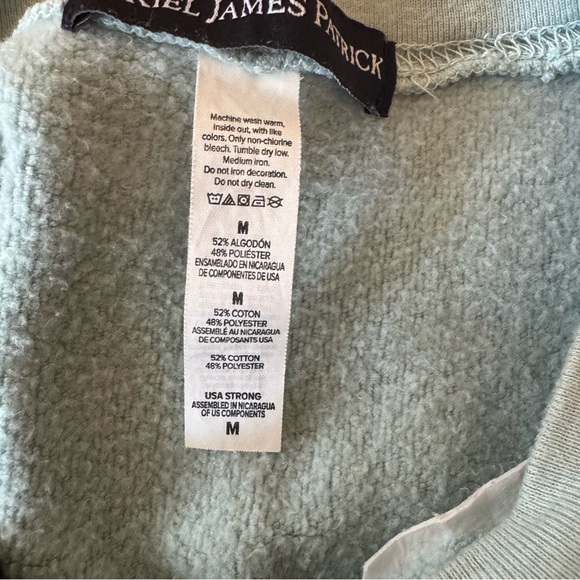 RIEL JAMES PATRICK
Machine wash warm,
inside out, with like
colors. Only non-chlorine
bleach. Tumble dry low.
Medium iron.
Do not iron decoration.
Do not dry clean.
M
52% ALGODÓN
48% POLIÉSTER
ENSAMBLADO EN NICARAGUA
DE COMPONENTES DE USA
M
52% COTON
48% POLYESTER
ASSEMBLÉ AU NICARAGUA
DE COMPOSANTS USA
52% COTTON
48% POLYESTER
USA STRONG
ASSEMBLED IN NICARAGUA
OF US COMPONENTS
M